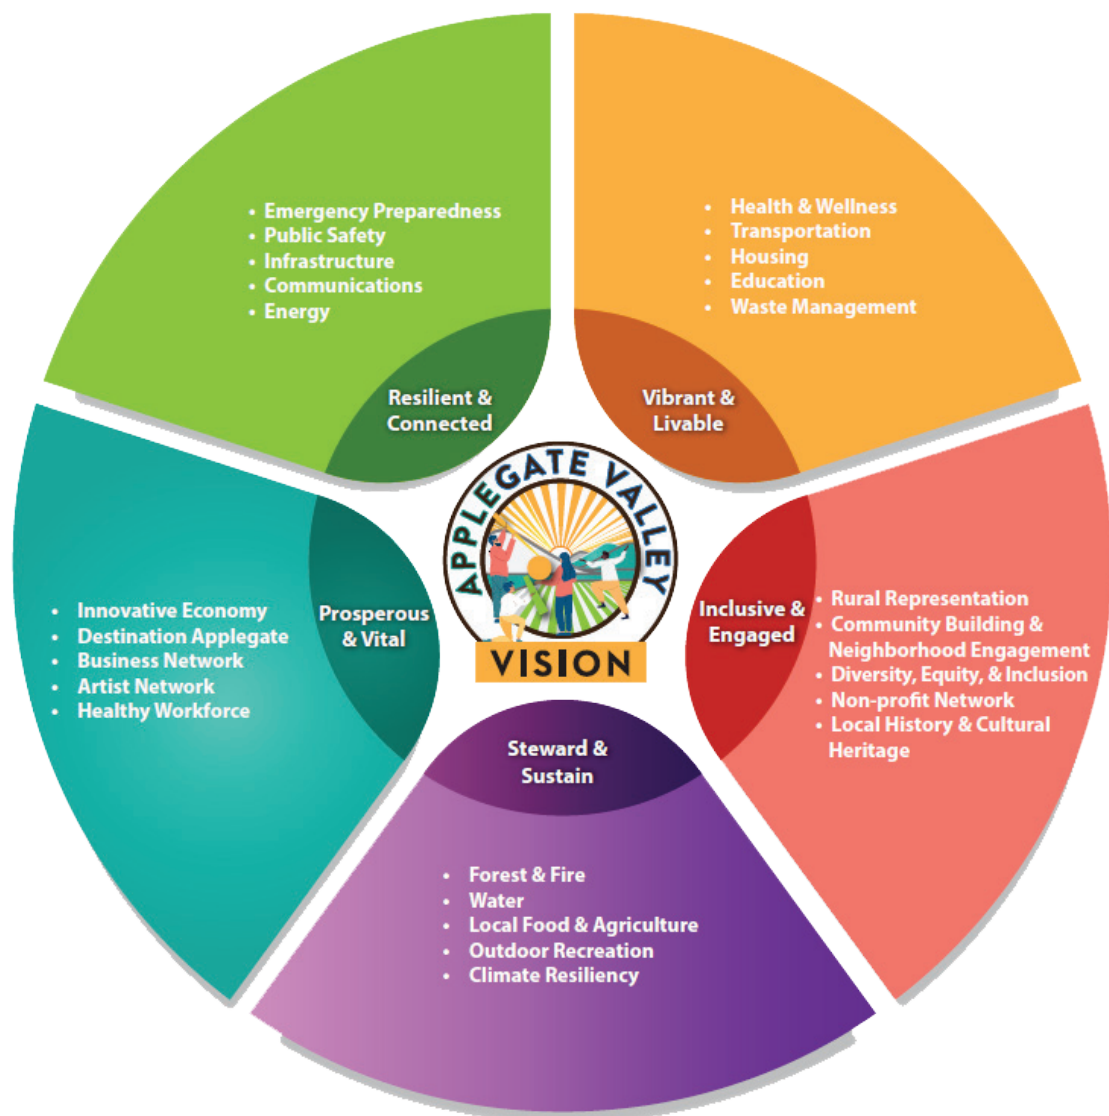 • Emergency Preparedness
• Public Safety
• Infrastructure
• Communications
• Energy
Resilient &
Connected
• Health & Wellness
• Transportation
• Housing
• Education
• Waste Management
Vibrant &
Livable
• Rural Representation
• Community Building &
Neighborhood Engagement
• Diversity, Equity, & Inclusion
• Non-profit Network
• Local History & Cultural
Heritage
Inclusive &
Engaged
Steward &
Sustain
• Forest & Fire
• Water
• Local Food & Agriculture
• Outdoor Recreation
• Climate Resiliency
• Innovative Economy
• Destination Applegate
• Business Network
• Artist Network
• Healthy Workforce
Prosperous
& Vital
APPLEGATE VALLEY
VISION